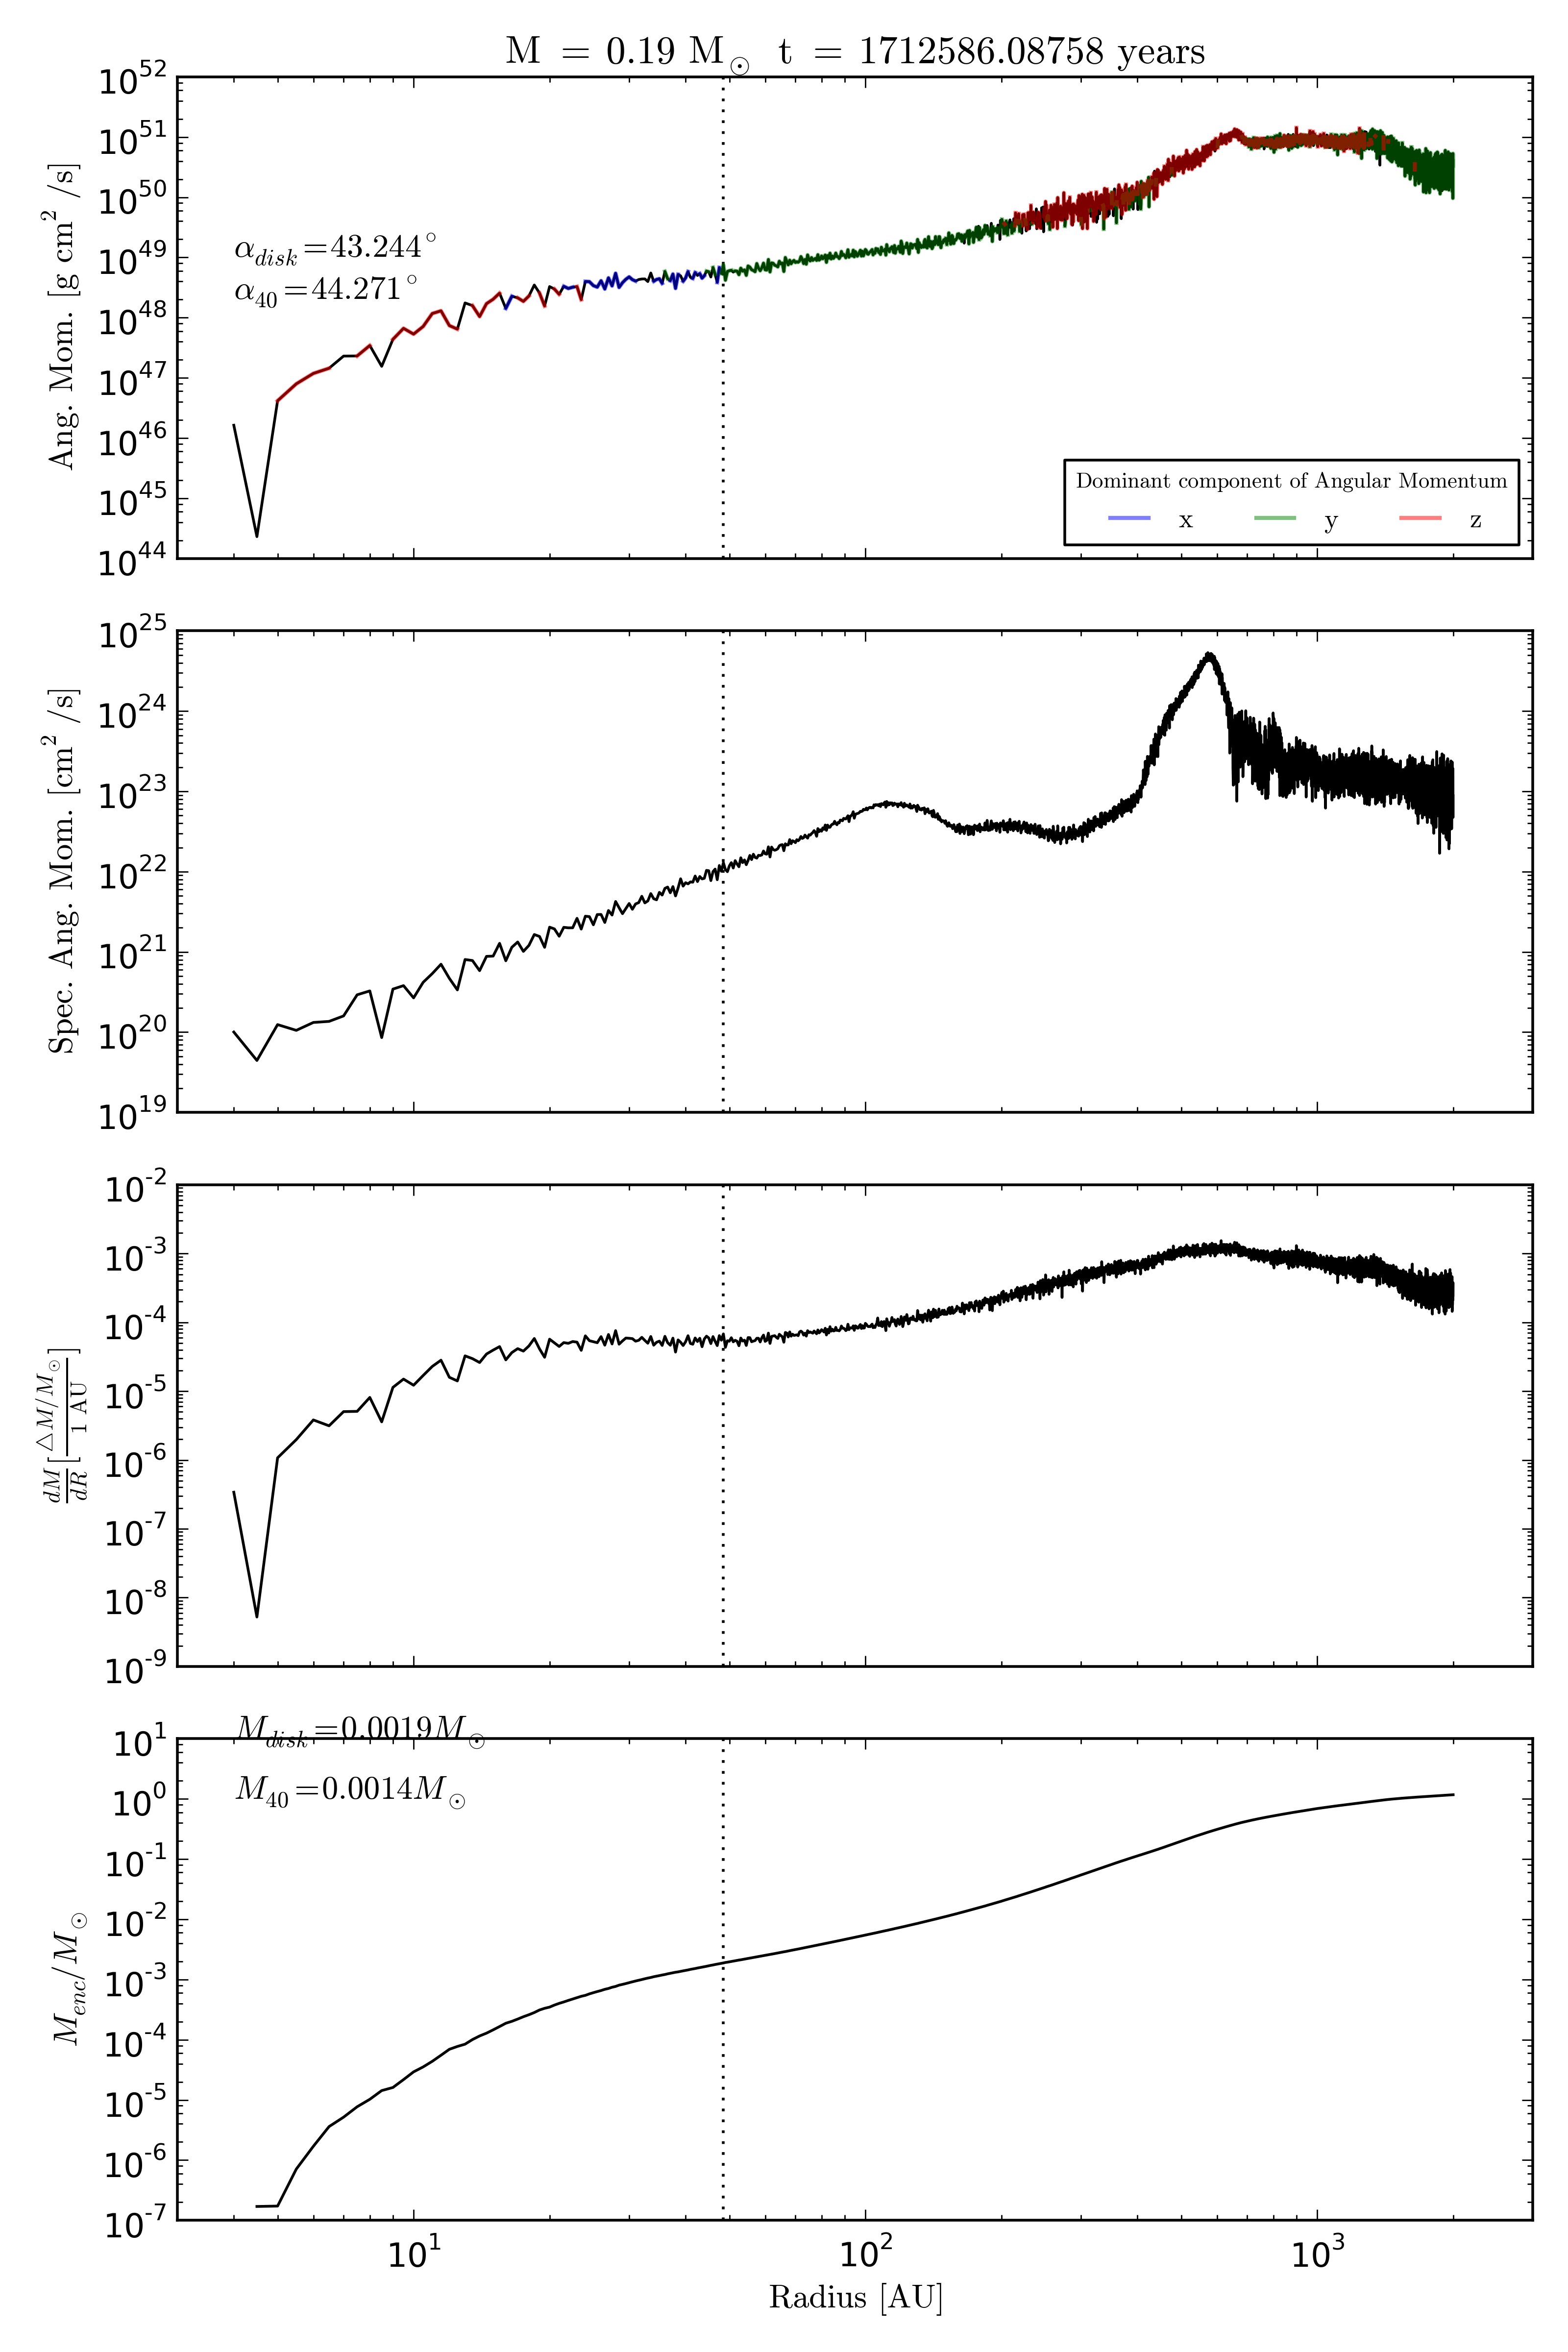 M = 0.19 M⊙ t = 1712586.08758 years
10^52
10^51
10^50
10^49
10^48
10^47
10^46
10^45
10^44
Ang. Mom. [g cm^2 /s]
α_disk = 43.244°
α_40 = 44.271°
Dominant component of Angular Momentum
x y z
10^25
10^24
10^23
10^22
10^21
10^20
10^19
Spec. Ang. Mom. [cm^2 /s]
10^-2
10^-3
10^-4
10^-5
10^-6
10^-7
10^-8
10^-9
dM/dR [△M/M⊙ / 1 AU]
M_disk = 0.0019M⊙
M_40 = 0.0014M⊙
10^1
10^0
10^-1
10^-2
10^-3
10^-4
10^-5
10^-6
10^-7
M_enc/M⊙
10^1 10^2 10^3
Radius [AU]